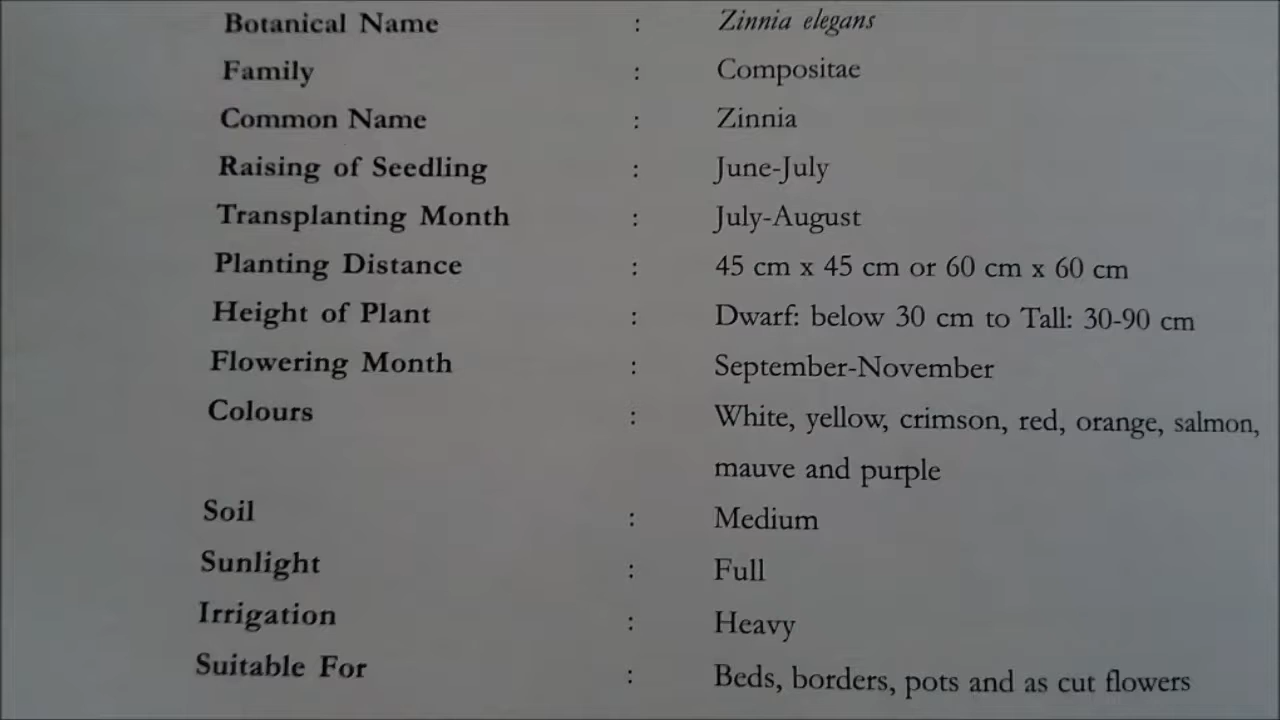 Botanical Name : Zinnia elegans
Family : Compositae
Common Name : Zinnia
Raising of Seedling : June-July
Transplanting Month : July-August
Planting Distance : 45 cm x 45 cm or 60 cm x 60 cm
Height of Plant : Dwarf: below 30 cm to Tall: 30-90 cm
Flowering Month : September-November
Colours : White, yellow, crimson, red, orange, salmon,
mauve and purple
Soil : Medium
Sunlight : Full
Irrigation : Heavy
Suitable For : Beds, borders, pots and as cut flowers